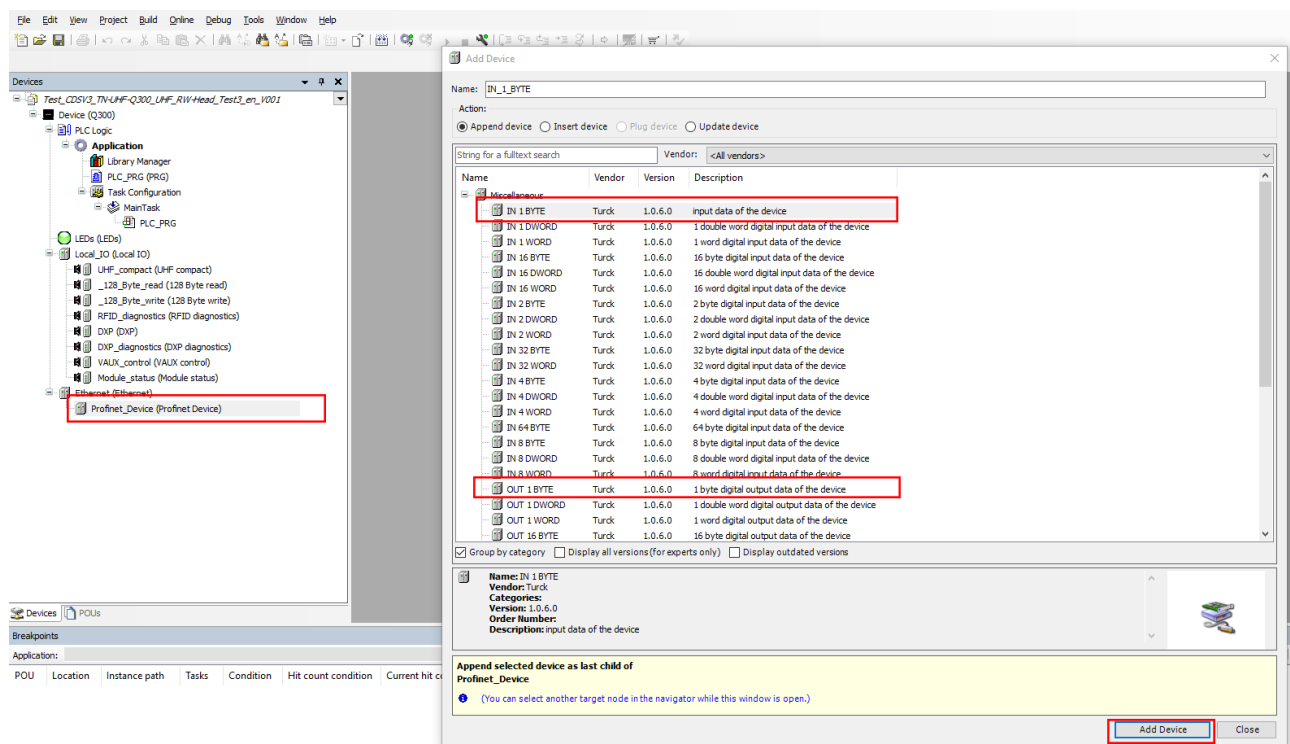 File Edit View Project Build Online Debug Tools Window Help
Devices
Test_CDSV3_TN-UHF-Q300_UHF_RW-Head_Test3_en_V001
Device (Q300)
PLC Logic
Application
Library Manager
PLC_PRG (PRG)
Task Configuration
MainTask
PLC_PRG
LEDs (LEDs)
Local_IO (Local IO)
UHF_compact (UHF compact)
_128_Byte_read (128 Byte read)
_128_Byte_write (128 Byte write)
RFID_diagnostics (RFID diagnostics)
DXP (DXP)
DXP_diagnostics (DXP diagnostics)
VAUX_control (VAUX control)
Module_status (Module status)
Ethernet (Ethernet)
Profinet_Device (Profinet Device)
Devices POUs
Breakpoints
Application:
POU Location Instance path Tasks Condition Hit count condition Current hit c
Add Device
Name: IN_1_BYTE
Action:
Append device Insert device Plug device Update device
String for a fulltext search Vendor: <All vendors>
Name Vendor Version Description
Miscellaneous
IN 1 BYTE Turck 1.0.6.0 input data of the device
IN 1 DWORD Turck 1.0.6.0 1 double word digital input data of the device
IN 1 WORD Turck 1.0.6.0 1 word digital input data of the device
IN 16 BYTE Turck 1.0.6.0 16 byte digital input data of the device
IN 16 DWORD Turck 1.0.6.0 16 double word digital input data of the device
IN 16 WORD Turck 1.0.6.0 16 word digital input data of the device
IN 2 BYTE Turck 1.0.6.0 2 byte digital input data of the device
IN 2 DWORD Turck 1.0.6.0 2 double word digital input data of the device
IN 2 WORD Turck 1.0.6.0 2 word digital input data of the device
IN 32 BYTE Turck 1.0.6.0 32 byte digital input data of the device
IN 32 WORD Turck 1.0.6.0 32 word digital input data of the device
IN 4 BYTE Turck 1.0.6.0 4 byte digital input data of the device
IN 4 DWORD Turck 1.0.6.0 4 double word digital input data of the device
IN 4 WORD Turck 1.0.6.0 4 word digital input data of the device
IN 64 BYTE Turck 1.0.6.0 64 byte digital input data of the device
IN 8 BYTE Turck 1.0.6.0 8 byte digital input data of the device
IN 8 DWORD Turck 1.0.6.0 8 double word digital input data of the device
IN 8 WORD Turck 1.0.6.0 8 word digital input data of the device
OUT 1 BYTE Turck 1.0.6.0 1 byte digital output data of the device
OUT 1 DWORD Turck 1.0.6.0 1 double word digital output data of the device
OUT 1 WORD Turck 1.0.6.0 1 word digital output data of the device
OUT 16 BYTE Turck 1.0.6.0 16 byte digital output data of the device
Group by category Display all versions (for experts only) Display outdated versions
Name: IN 1 BYTE
Vendor: Turck
Categories:
Version: 1.0.6.0
Order Number:
Description: input data of the device
Append selected device as last child of
Profinet_Device
(You can select another target node in the navigator while this window is open.)
Add Device Close